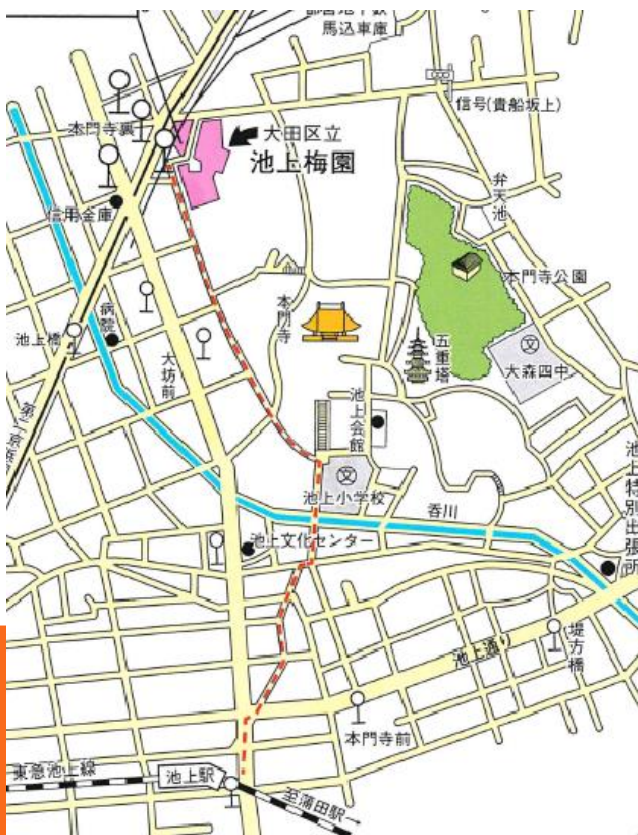 馬込車庫
信号(貴船坂上)
本門寺裏
大田区立
池上梅園
弁天池
信用金庫
本門寺公園
本門寺
病院
池上橋
大坊前
五重塔
文
大森四中
池上会館
文
池上小学校
呑川
池上特別出張所
池上文化センター
池上通り
堤方橋
本門寺前
東急池上線
池上駅
至蒲田駅→